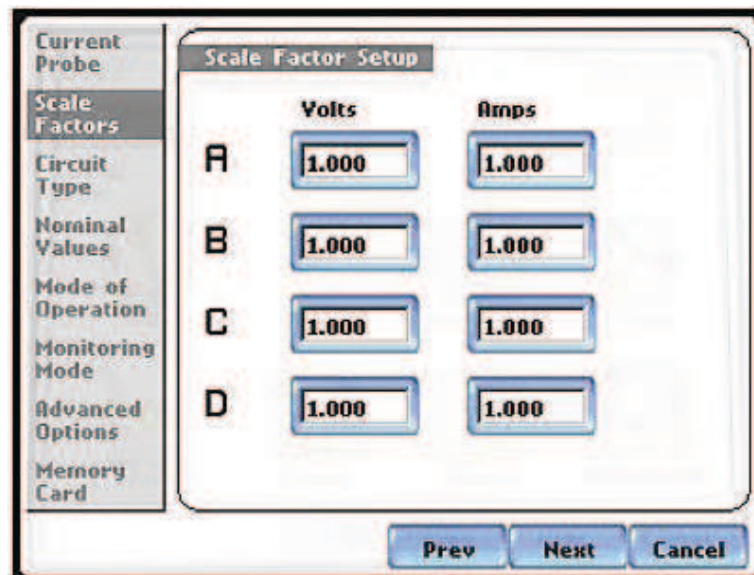 Current
Probe
Scale
Factors
Circuit
Type
Nominal
Values
Mode of
Operation
Monitoring
Mode
Advanced
Options
Memory
Card
Scale Factor Setup
Volts Amps
A 1.000 1.000
B 1.000 1.000
C 1.000 1.000
D 1.000 1.000
Prev Next Cancel